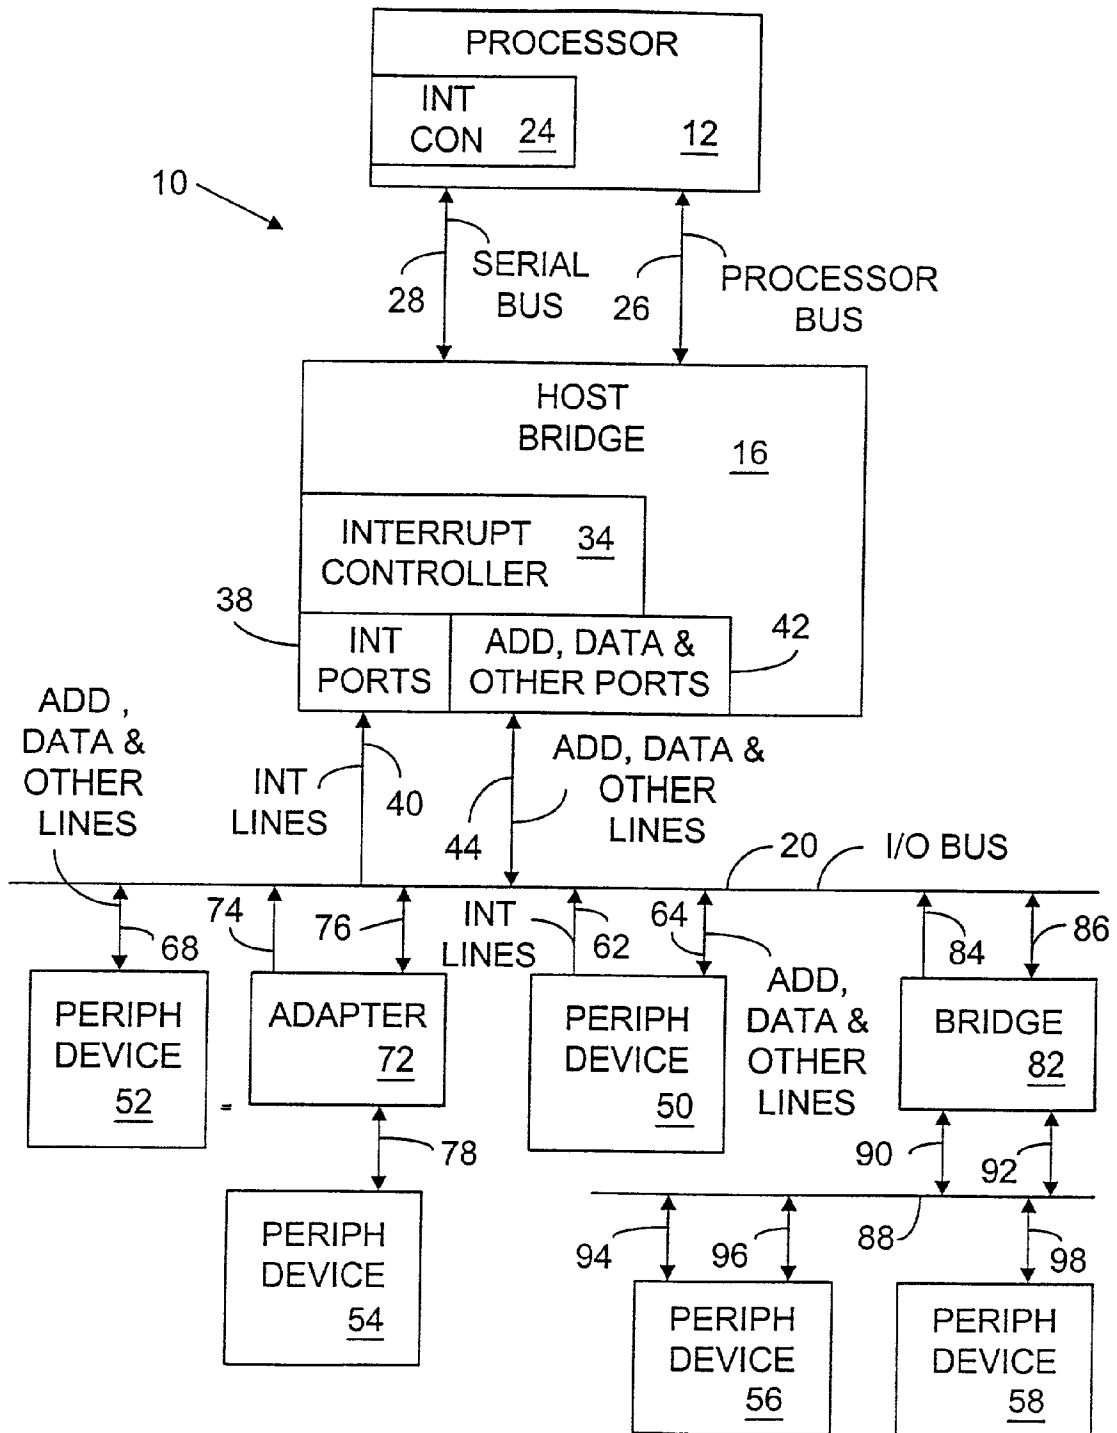 PROCESSOR
INT
CON
24
12
10
SERIAL
BUS
28
26
PROCESSOR
BUS
HOST
BRIDGE
16
INTERRUPT
CONTROLLER
34
38
INT
PORTS
ADD, DATA &
OTHER PORTS
42
ADD ,
DATA &
OTHER
LINES
INT
LINES
40
44
ADD, DATA &
OTHER
LINES
20
I/O BUS
68
74
76
INT
LINES
62
64
ADD,
DATA &
OTHER
LINES
84
86
PERIPH
DEVICE
52
ADAPTER
72
PERIPH
DEVICE
50
BRIDGE
82
78
90
92
PERIPH
DEVICE
54
88
94
96
98
PERIPH
DEVICE
56
PERIPH
DEVICE
58